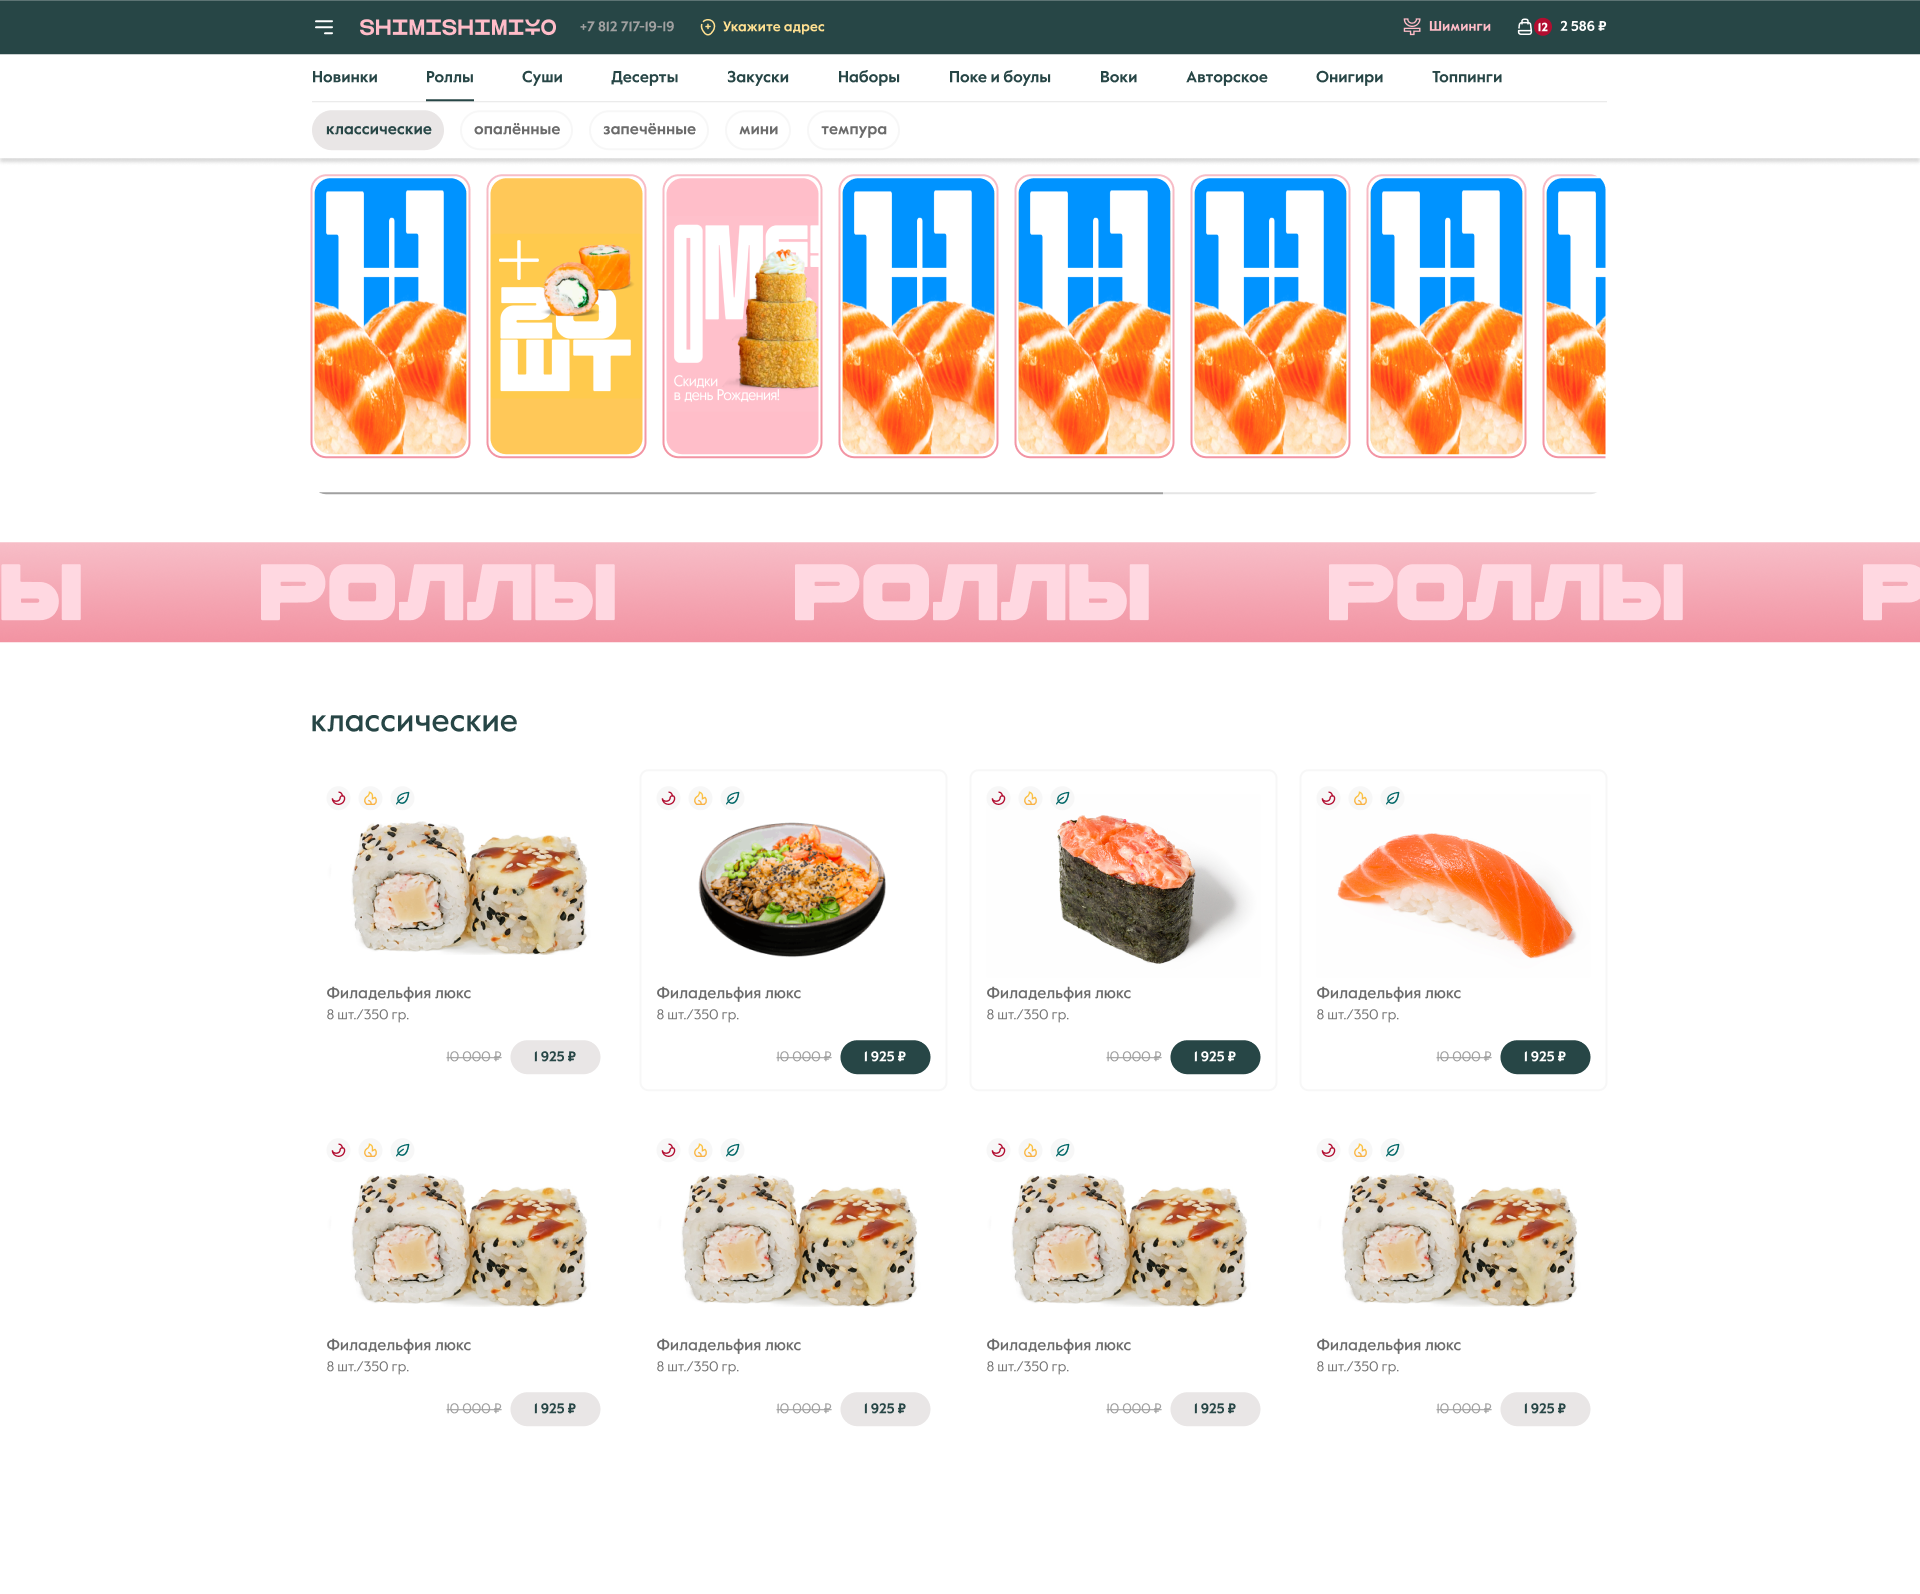 SHIMISHIMIYO +7 812 717-19-19 Укажите адрес Шиминги 12 2 586 ₽
Новинки Роллы Суши Десерты Закуски Наборы Поке и боулы Воки Авторское Онигири Топпинги
классические опалённые запечённые мини темпура
1+1
+
20
ШТ
OMG!
Скидки
в день Рождения!
1+1
1+1
1+1
1+1
РОЛЛЫ РОЛЛЫ РОЛЛЫ
классические
Филадельфия люкс
8 шт./350 гр.
10 000 ₽ 1 925 ₽
Филадельфия люкс
8 шт./350 гр.
10 000 ₽ 1 925 ₽
Филадельфия люкс
8 шт./350 гр.
10 000 ₽ 1 925 ₽
Филадельфия люкс
8 шт./350 гр.
10 000 ₽ 1 925 ₽
Филадельфия люкс
8 шт./350 гр.
10 000 ₽ 1 925 ₽
Филадельфия люкс
8 шт./350 гр.
10 000 ₽ 1 925 ₽
Филадельфия люкс
8 шт./350 гр.
10 000 ₽ 1 925 ₽
Филадельфия люкс
8 шт./350 гр.
10 000 ₽ 1 925 ₽